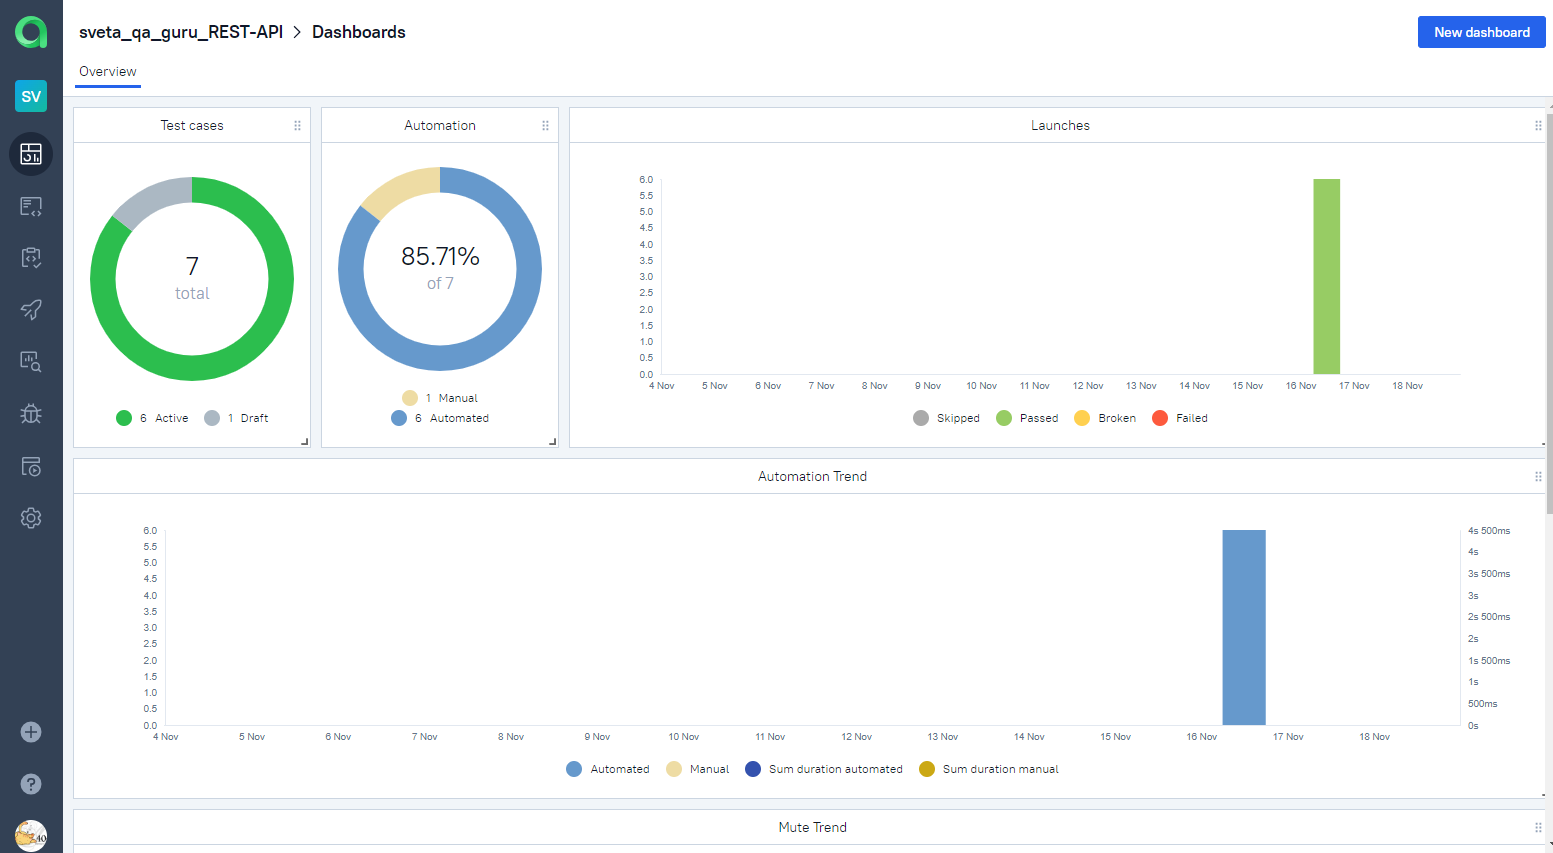 sveta_qa_guru_REST-API > Dashboards
New dashboard
Overview
SV
Test cases
7
total
6 Active
1 Draft
Automation
85.71%
of 7
1 Manual
6 Automated
Launches
6.0
5.5
5.0
4.5
4.0
3.5
3.0
2.5
2.0
1.5
1.0
0.5
0.0
4 Nov 5 Nov 6 Nov 7 Nov 8 Nov 9 Nov 10 Nov 11 Nov 12 Nov 13 Nov 14 Nov 15 Nov 16 Nov 17 Nov 18 Nov
Skipped Passed Broken Failed
Automation Trend
6.0
5.5
5.0
4.5
4.0
3.5
3.0
2.5
2.0
1.5
1.0
0.5
0.0
4s 500ms
4s
3s 500ms
3s
2s 500ms
2s
1s 500ms
1s
500ms
0s
4 Nov 5 Nov 6 Nov 7 Nov 8 Nov 9 Nov 10 Nov 11 Nov 12 Nov 13 Nov 14 Nov 15 Nov 16 Nov 17 Nov 18 Nov
Automated Manual Sum duration automated Sum duration manual
Mute Trend